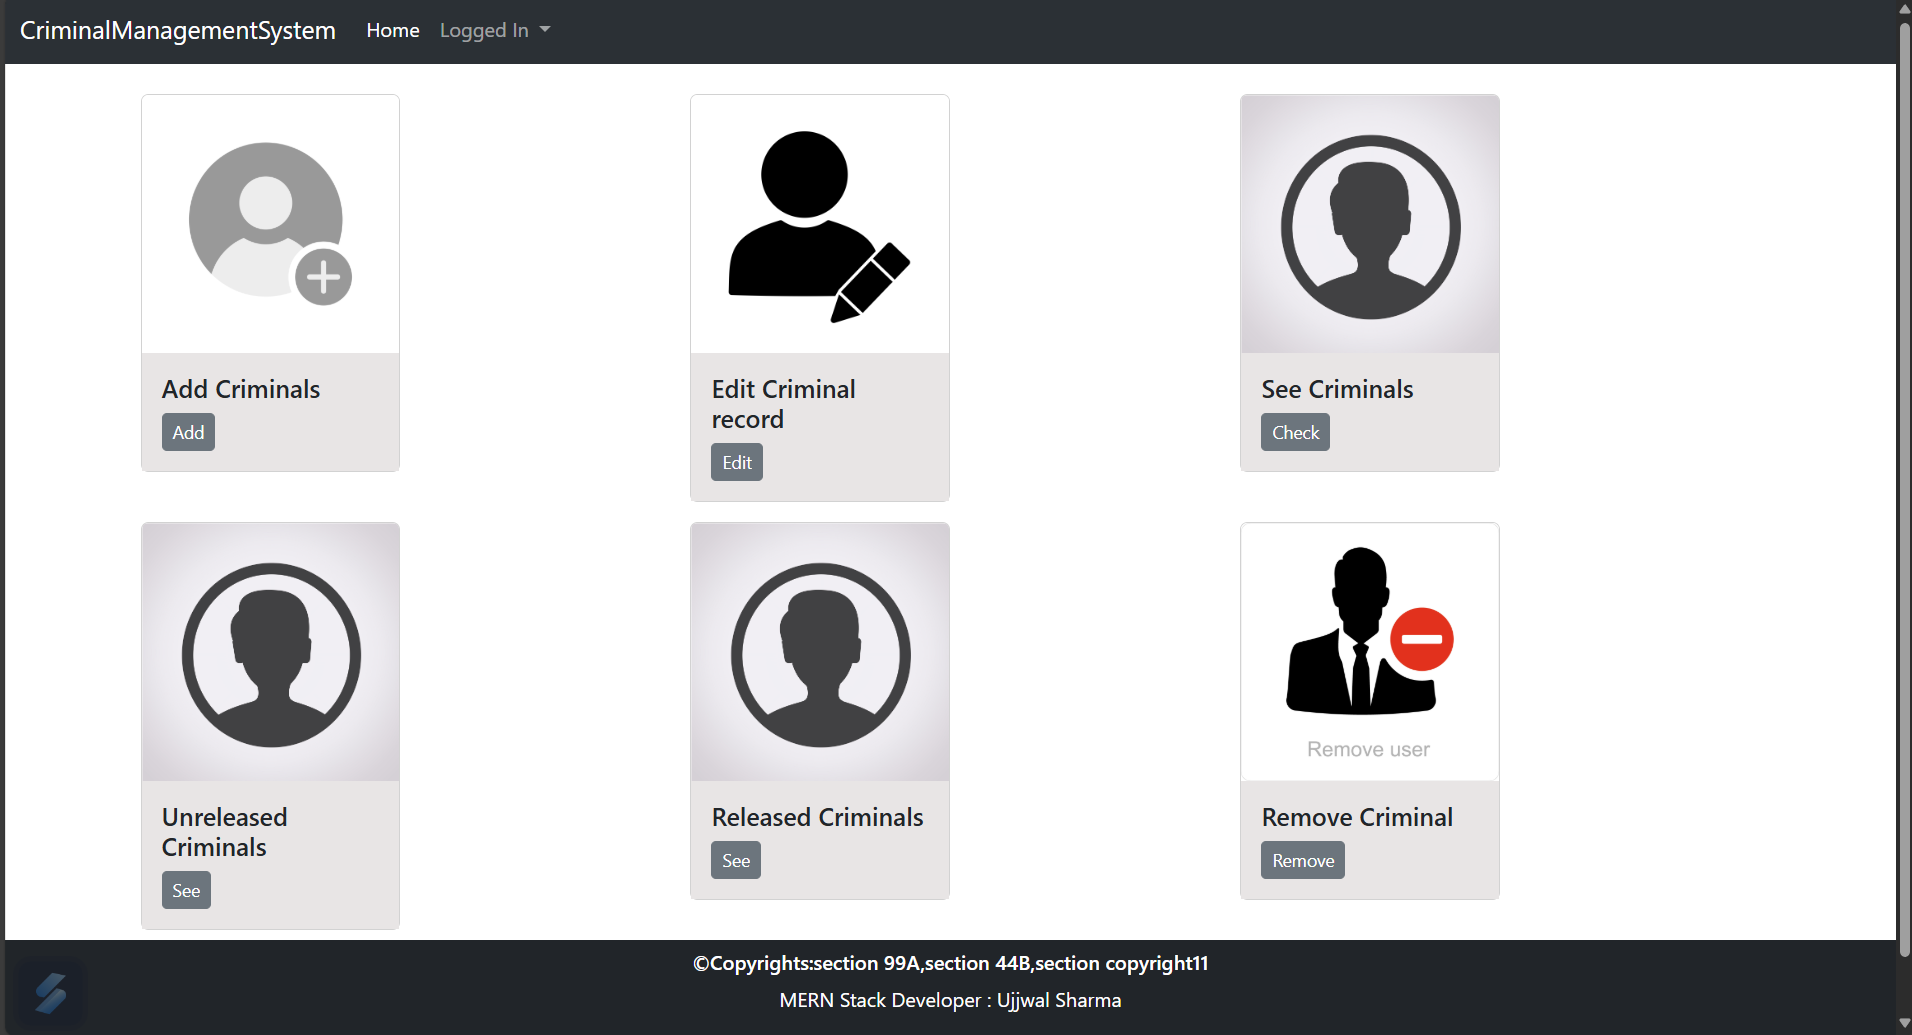 CriminalManagementSystem Home Logged In
Add Criminals
Add
Edit Criminal
record
Edit
See Criminals
Check
Unreleased
Criminals
See
Released Criminals
See
Remove user
Remove Criminal
Remove
©Copyrights:section 99A,section 44B,section copyright11
MERN Stack Developer : Ujjwal Sharma